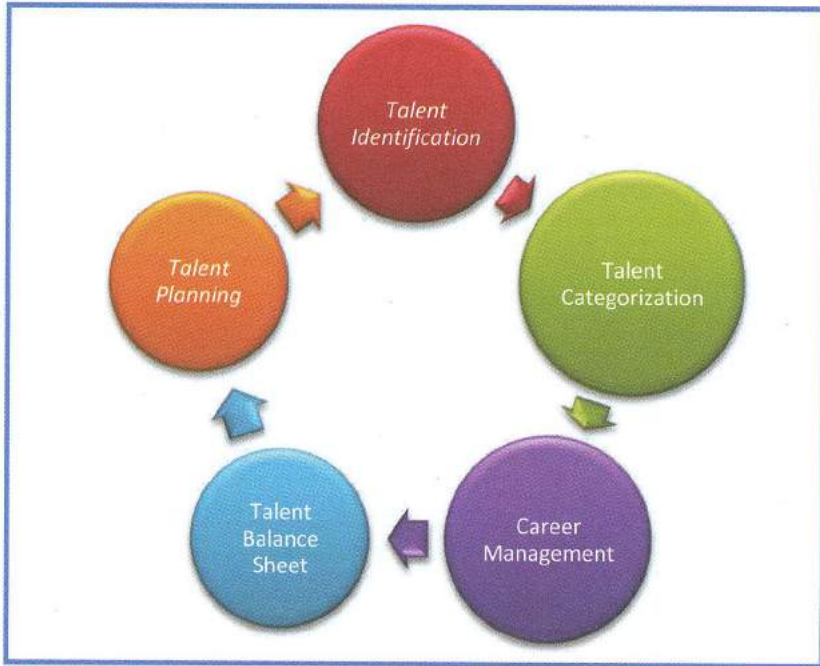 Talent
Identification
Talent
Categorization
Career
Management
Talent
Balance
Sheet
Talent
Planning